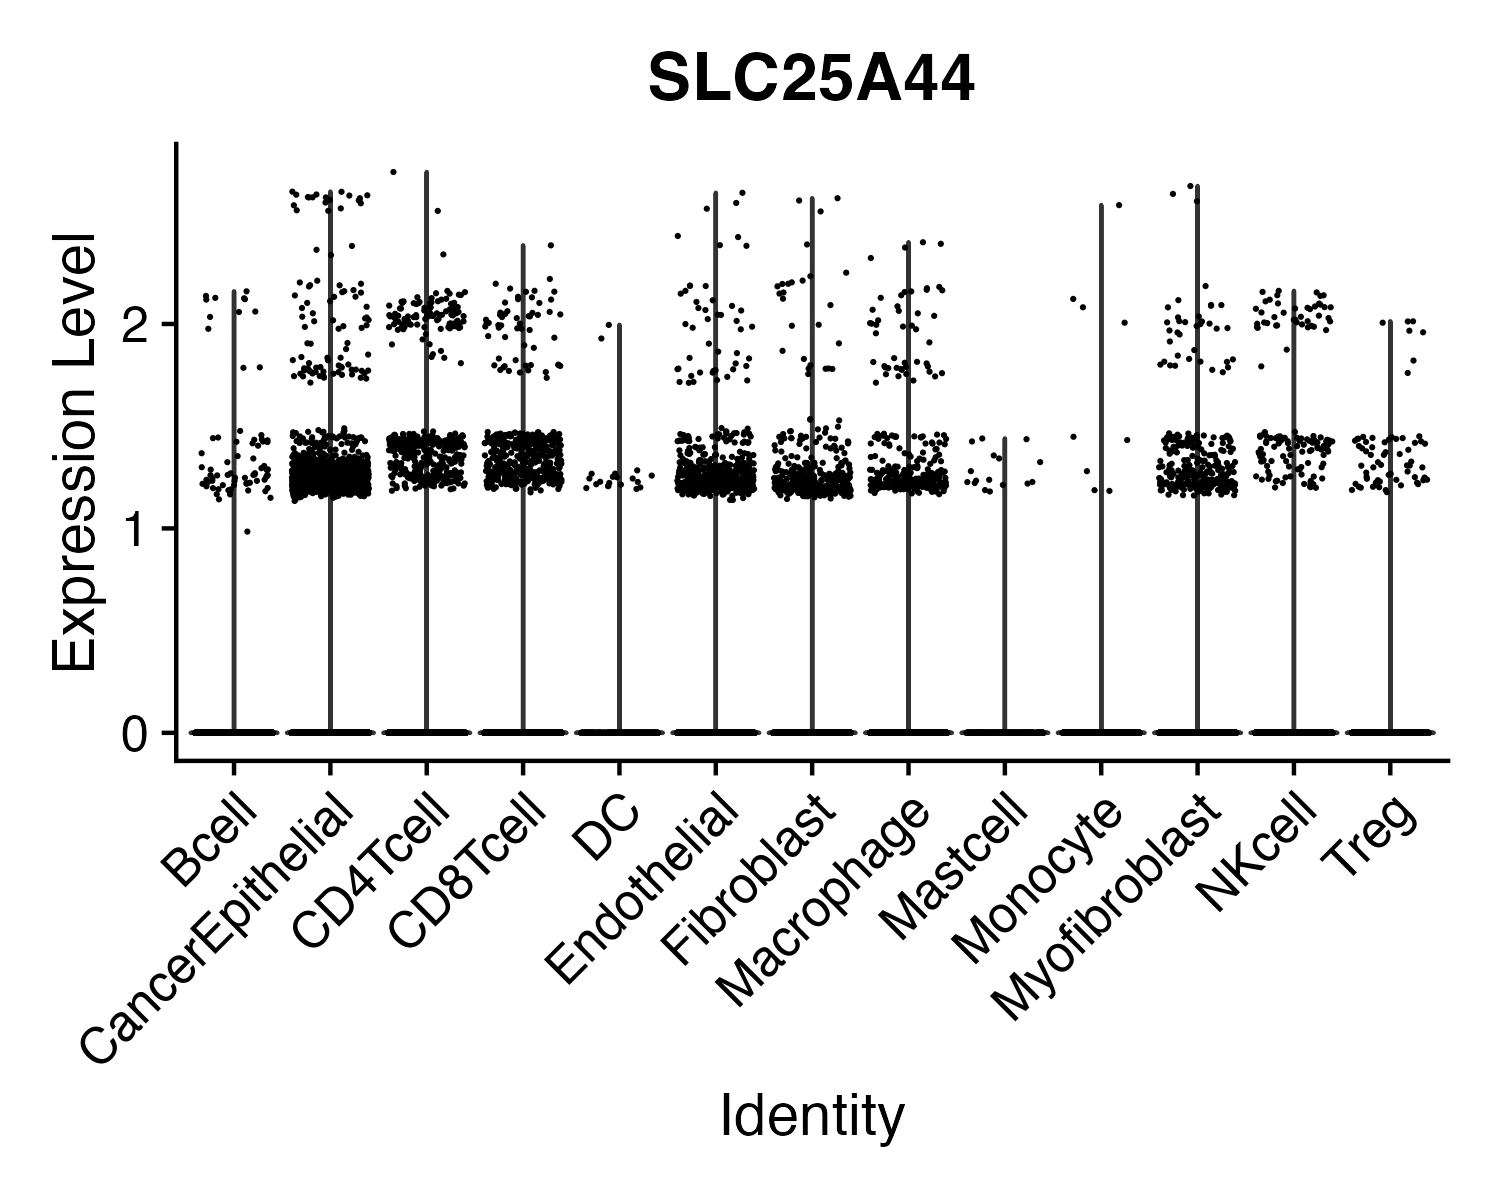 SLC25A44
Expression Level
2
1
0
Bcell
CancerEpithelial
CD4Tcell
CD8Tcell
DC
Endothelial
Fibroblast
Macrophage
Mastcell
Monocyte
Myofibroblast
NKcell
Treg
Identity